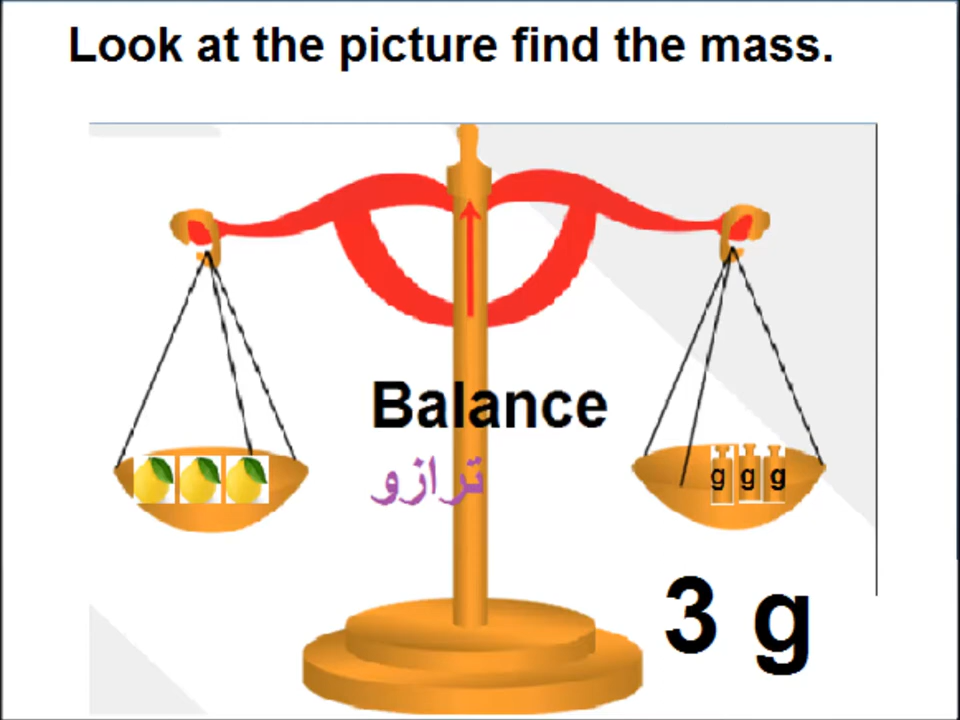 Look at the picture find the mass.
Balance
ترازو
g g g
3 g